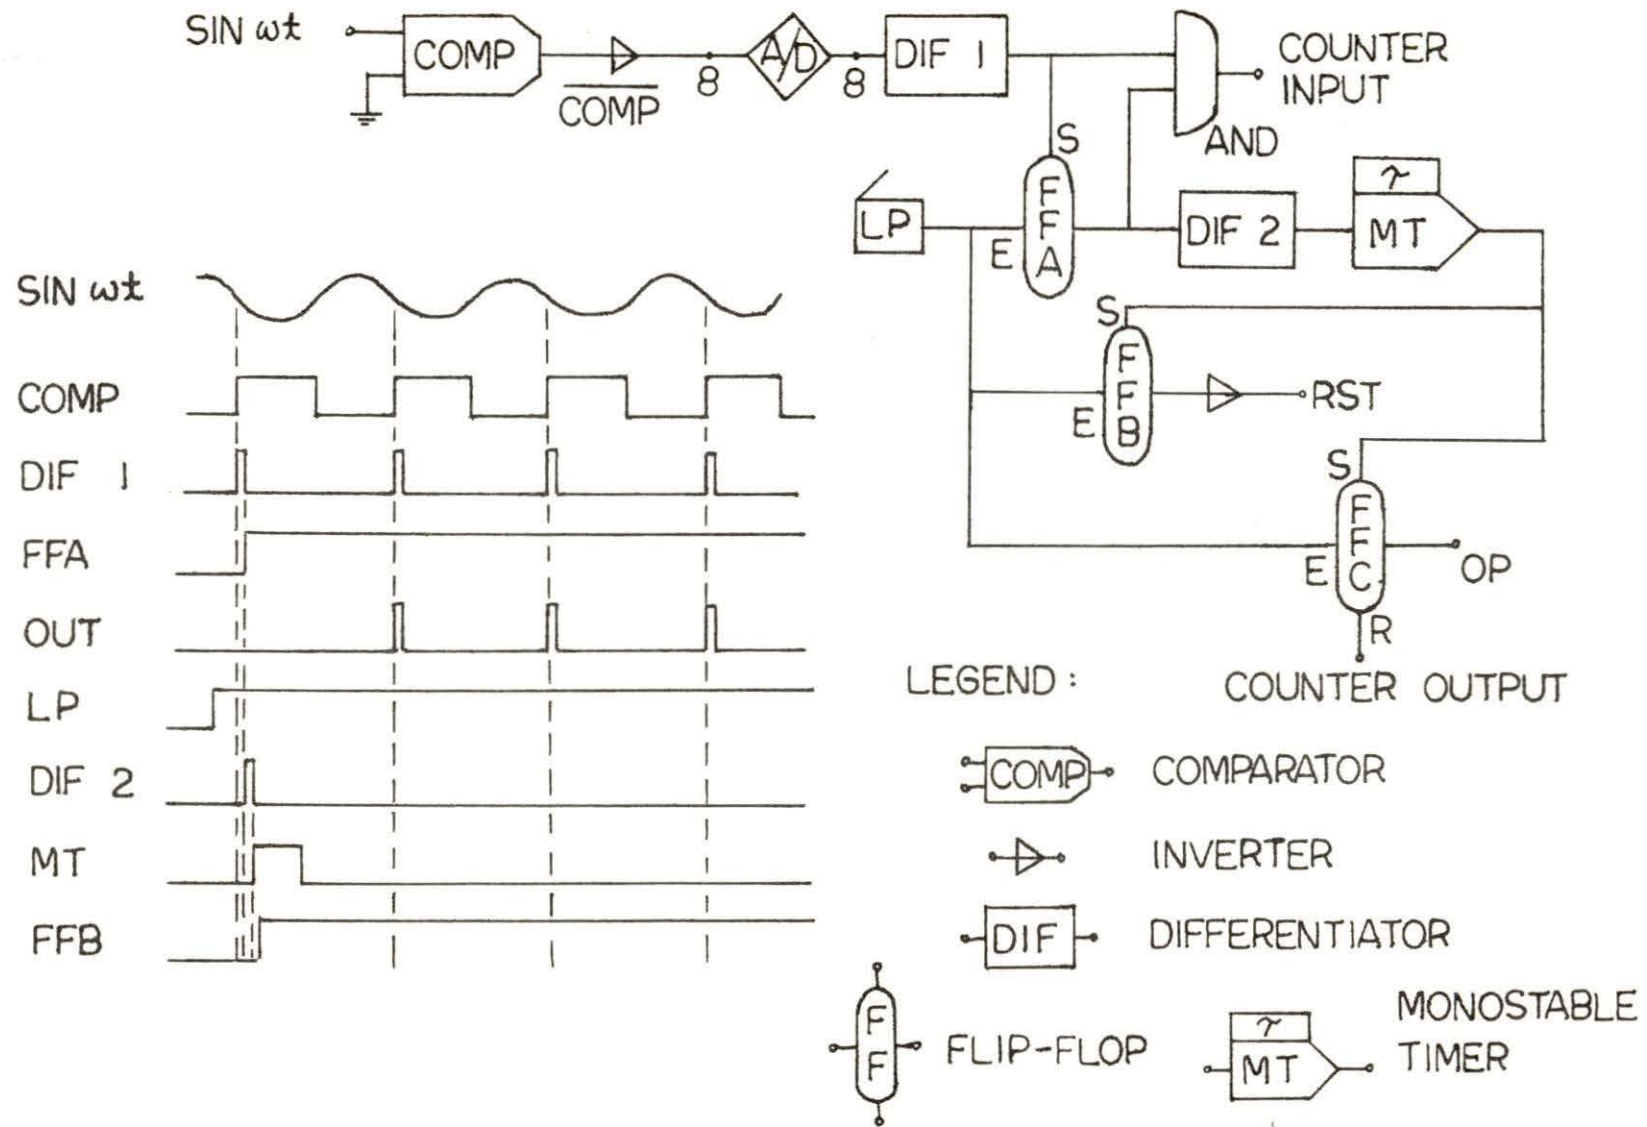 SIN ωt
COMP
COMP
8
A/D
8
DIF 1
COUNTER
INPUT
AND
S
LP
E
FFA
DIF 2
τ
MT
S
E
FFB
RST
S
E
FFC
OP
R
COUNTER OUTPUT
SIN ωt
COMP
DIF 1
FFA
OUT
LP
DIF 2
MT
FFB
LEGEND :
COMP
COMPARATOR
INVERTER
DIF
DIFFERENTIATOR
FF
FLIP-FLOP
τ
MT
MONOSTABLE
TIMER